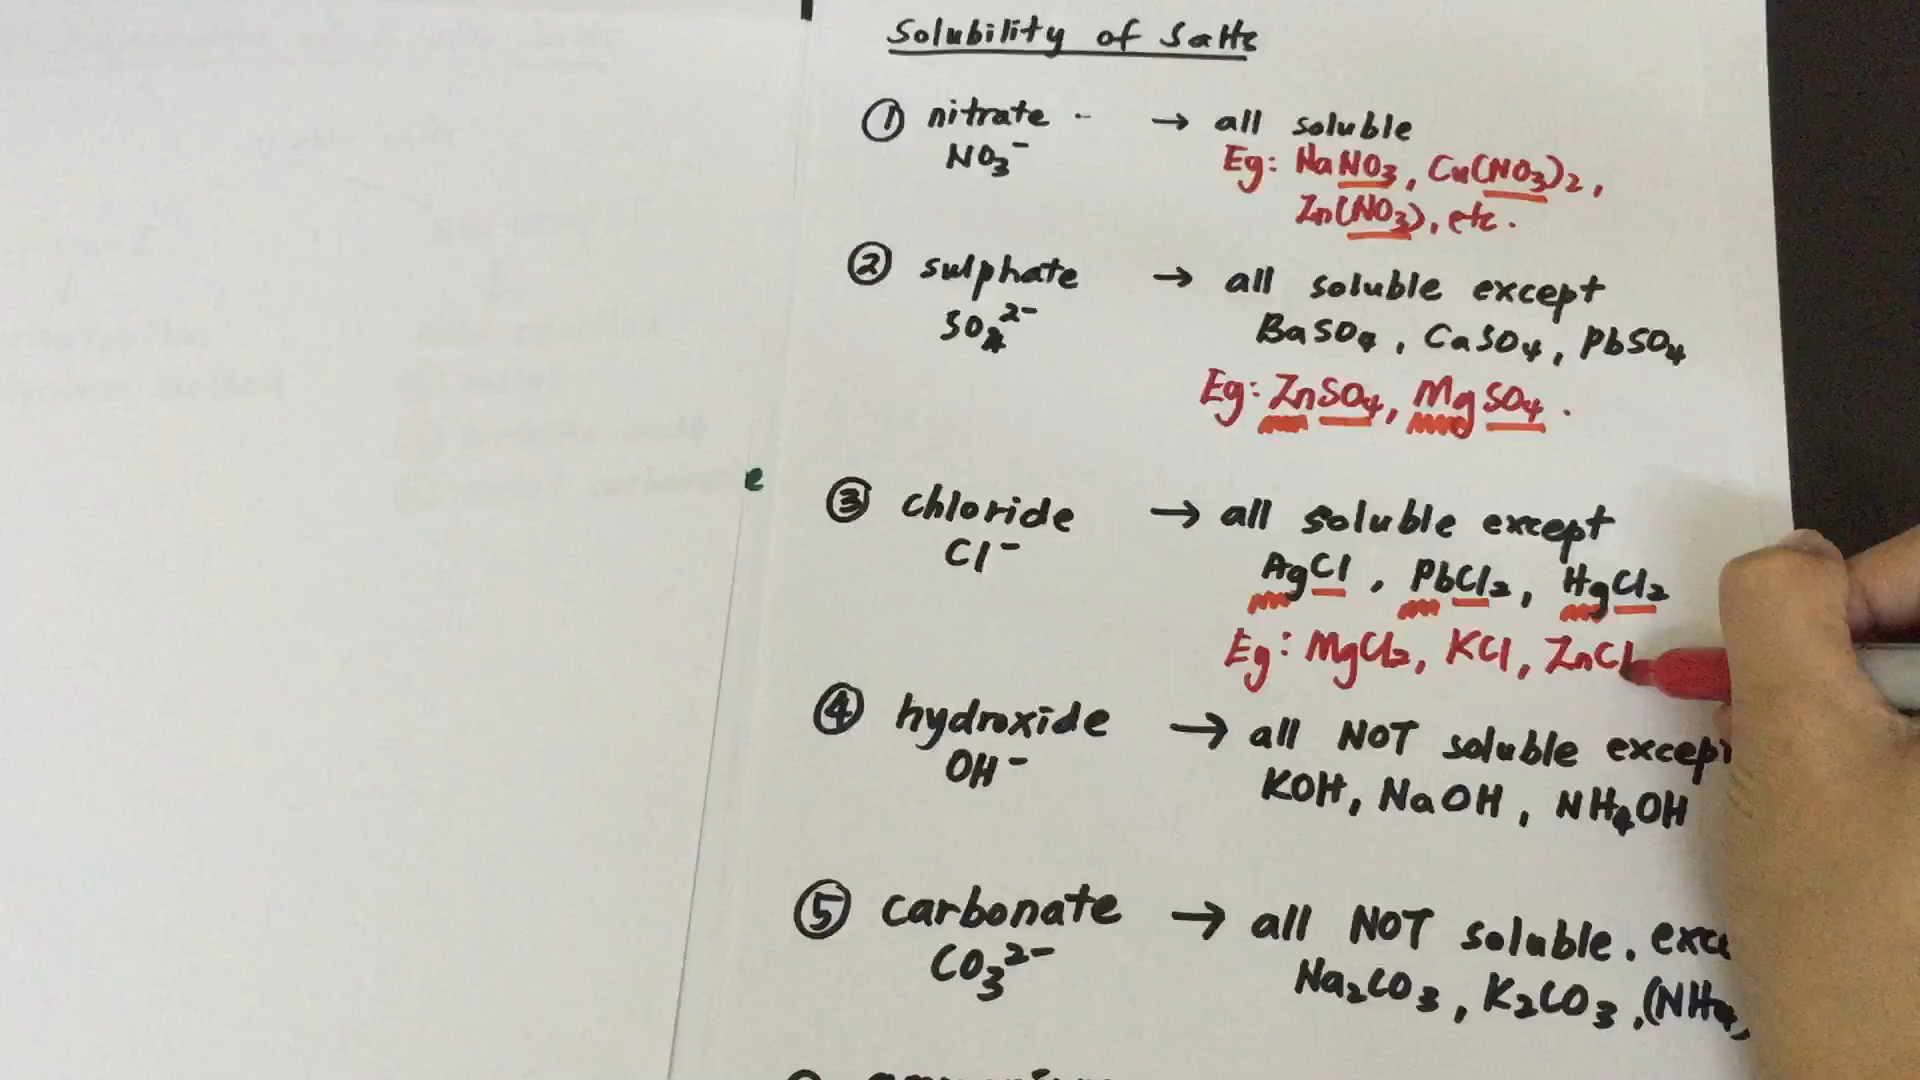 Solubility of Salts
① nitrate → all soluble
NO₃⁻
Eg: NaNO₃, Cu(NO₃)₂,
Zn(NO₃), etc.
② sulphate → all soluble except
SO₄²⁻
BaSO₄, CaSO₄, PbSO₄
Eg: ZnSO₄, MgSO₄.
e
③ chloride → all soluble except
Cl⁻
AgCl, PbCl₂, HgCl₂
Eg: MgCl₂, KCl, ZnCl
④ hydroxide → all NOT soluble except
OH⁻
KOH, NaOH, NH₄OH
⑤ carbonate → all NOT soluble. exce
CO₃²⁻
Na₂CO₃, K₂CO₃, (NH₄